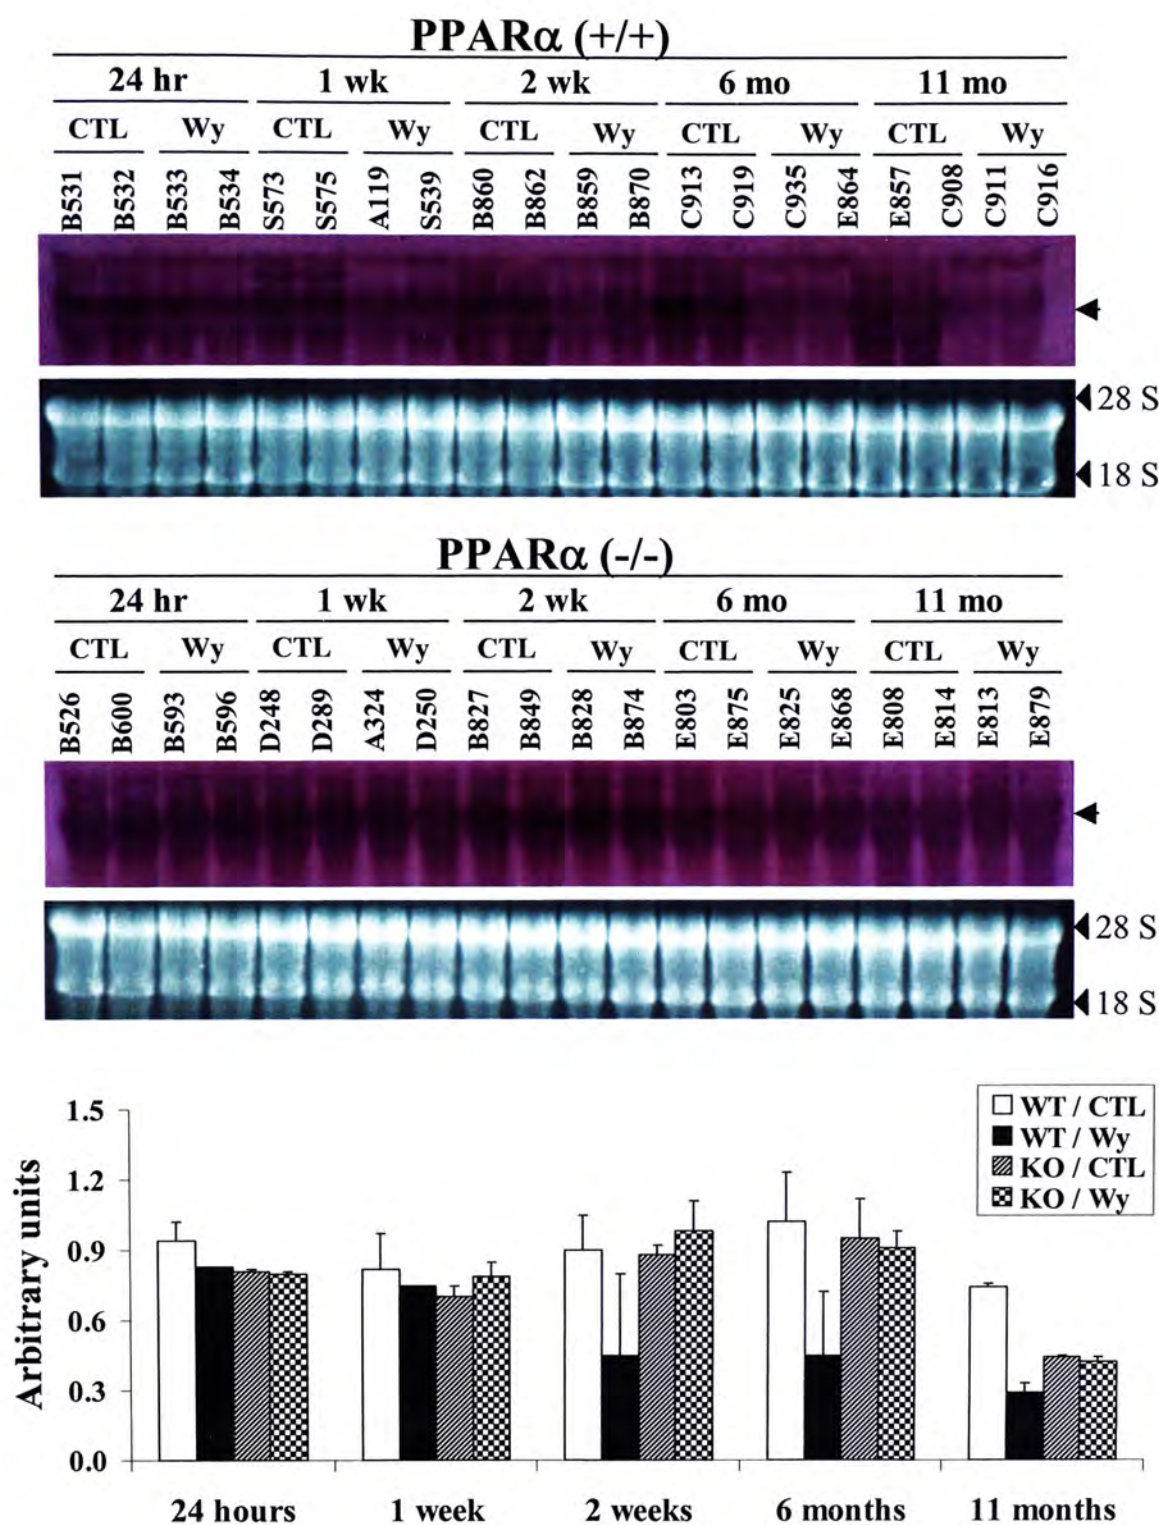 PPARα (+/+)
24 hr 1 wk 2 wk 6 mo 11 mo
CTL Wy CTL Wy CTL Wy CTL Wy CTL Wy
B531 B532 B533 B534 S573 S575 A119 S539 B860 B862 B859 B870 C913 C919 C935 E864 E857 C908 C911 C916
28 S
18 S
PPARα (-/-)
24 hr 1 wk 2 wk 6 mo 11 mo
CTL Wy CTL Wy CTL Wy CTL Wy CTL Wy
B526 B600 B593 B596 D248 D289 A324 D250 B827 B849 B828 B874 E803 E875 E825 E868 E808 E814 E813 E879
28 S
18 S
Arbitrary units
1.5
1.2
0.9
0.6
0.3
0.0
WT / CTL
WT / Wy
KO / CTL
KO / Wy
24 hours 1 week 2 weeks 6 months 11 months